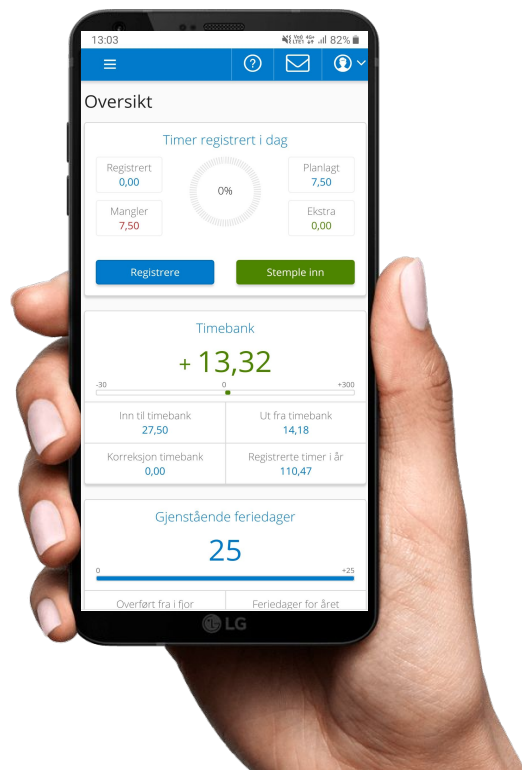 13:03
82%
?
Oversikt
Timer registrert i dag
Registrert
0,00
Planlagt
7,50
0%
Mangler
7,50
Ekstra
0,00
Registrere
Stemple inn
Timebank
+ 13,32
-30
0
+300
Inn til timebank
27,50
Ut fra timebank
14,18
Korreksjon timebank
0,00
Registrerte timer i år
110,47
Gjenstående feriedager
25
0
+25
Overført fra i fjor
Feriedager for året
LG